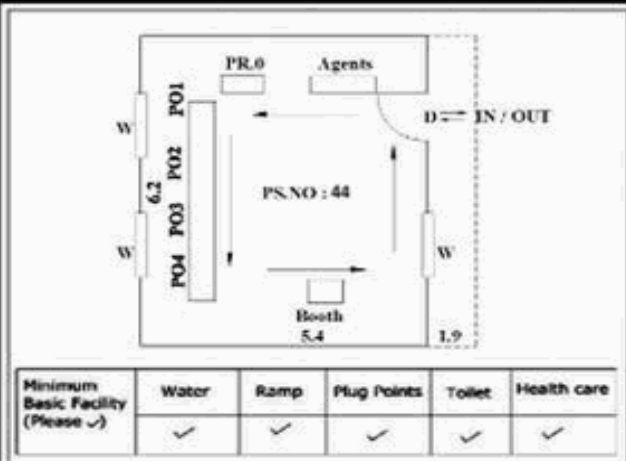 PR.0 Agents
PO1
W
D ⇌ IN / OUT
PO2
6.2
PS.NO : 44
PO3
W
W
PO4
Booth
5.4
1.9
Minimum Basic Facility (Please ✓) Water Ramp Plug Points Toilet Health care
✓ ✓ ✓ ✓ ✓